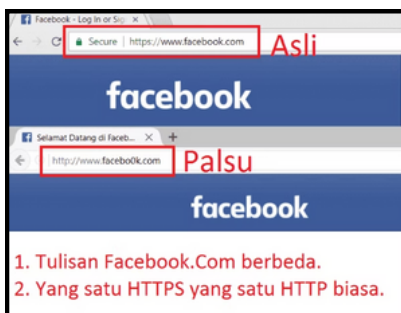 Facebook - Log In or Sig
Secure | https://www.facebook.com
Asli
facebook
Selamat Datang di Faceb...
http://www.facebo0k.com
Palsu
facebook
1. Tulisan Facebook.Com berbeda.
2. Yang satu HTTPS yang satu HTTP biasa.